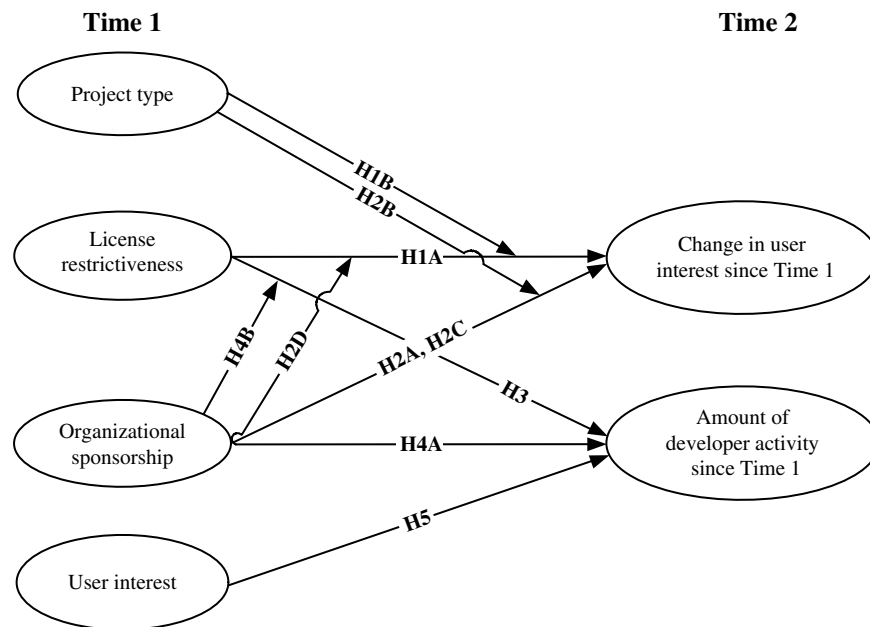 Time 1
Time 2
Project type
H1B
H2B
License
restrictiveness
H1A
Change in user
interest since Time 1
H4B
H2D
H2A, H2C
H3
Organizational
sponsorship
H4A
Amount of
developer activity
since Time 1
H5
User interest